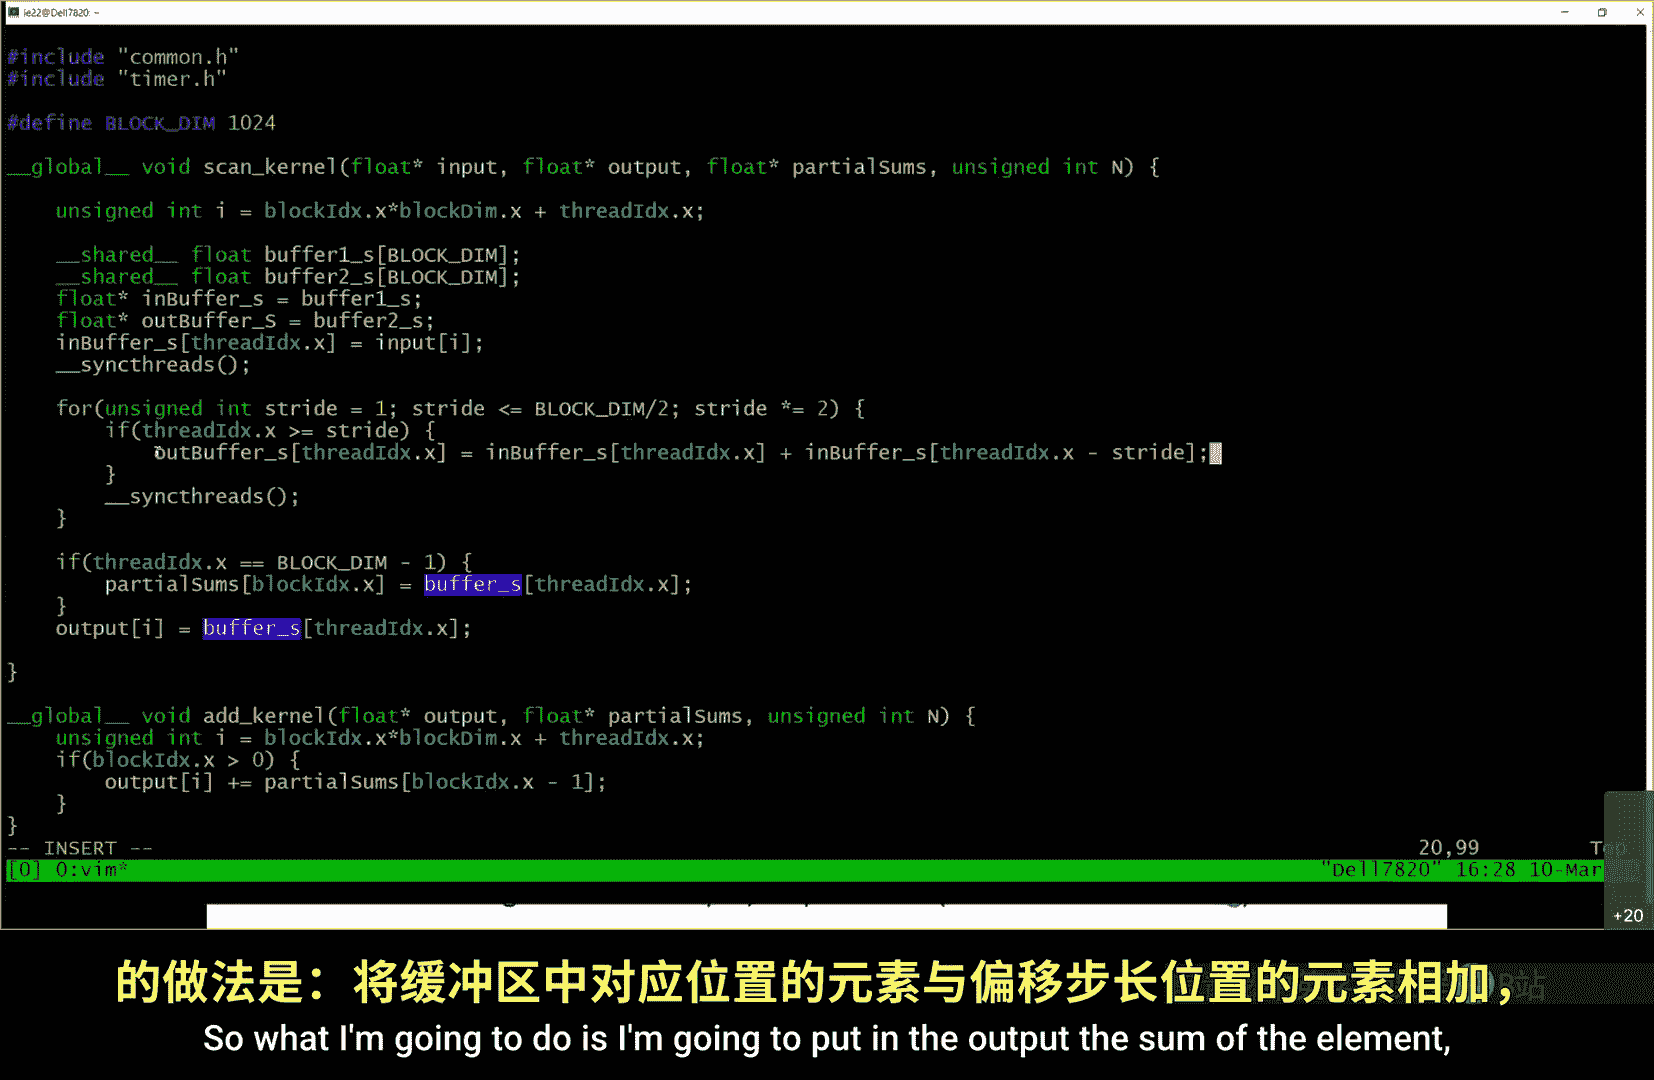 ie22@Dell7820: ~
#include "common.h"
#include "timer.h"
#define BLOCK_DIM 1024
__global__ void scan_kernel(float* input, float* output, float* partialSums, unsigned int N) {
unsigned int i = blockIdx.x*blockDim.x + threadIdx.x;
__shared__ float buffer1_s[BLOCK_DIM];
__shared__ float buffer2_s[BLOCK_DIM];
float* inBuffer_s = buffer1_s;
float* outBuffer_S = buffer2_s;
inBuffer_s[threadIdx.x] = input[i];
__syncthreads();
for(unsigned int stride = 1; stride <= BLOCK_DIM/2; stride *= 2) {
if(threadIdx.x >= stride) {
outBuffer_s[threadIdx.x] = inBuffer_s[threadIdx.x] + inBuffer_s[threadIdx.x - stride];
}
__syncthreads();
}
if(threadIdx.x == BLOCK_DIM - 1) {
partialSums[blockIdx.x] = buffer_s[threadIdx.x];
}
output[i] = buffer_s[threadIdx.x];
}
__global__ void add_kernel(float* output, float* partialSums, unsigned int N) {
unsigned int i = blockIdx.x*blockDim.x + threadIdx.x;
if(blockIdx.x > 0) {
output[i] += partialSums[blockIdx.x - 1];
}
}
-- INSERT -- 20,99 Top
[0] 0:vim* "Dell7820" 16:28 10-Mar
+20
的做法是：将缓冲区中对应位置的元素与偏移步长位置的元素相加，
So what I'm going to do is I'm going to put in the output the sum of the element,